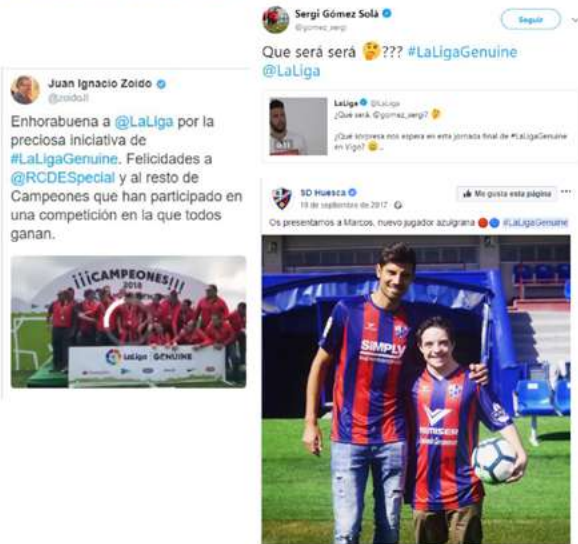 Juan Ignacio Zoido
@zoidoJI
Enhorabuena a @LaLiga por la
preciosa iniciativa de
#LaLigaGenuine. Felicidades a
@RCDESpecial y al resto de
Campeones que han participado en
una competición en la que todos
ganan.
¡¡¡CAMPEONES!!!
2018
LaLiga GENUINE
Sergi Gómez Solà
@gomez_sergi
Seguir
Que será será 🤔??? #LaLigaGenuine
@LaLiga
LaLiga @LaLiga
¿Qué será, @gomez_sergi? 🤔
¿Qué sorpresa nos espera en esta jornada final de #LaLigaGenuine
en Vigo?
SD Huesca
18 de septiembre de 2017
Me gusta esta página
Os presentamos a Marcos, nuevo jugador azulgrana 🔴🔵 #LaLigaGenuine
SIMPLY